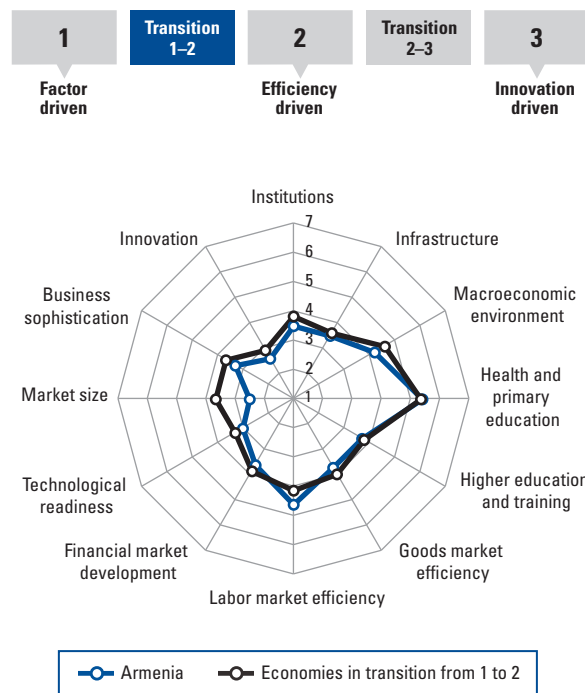 1
Transition
1–2
2
Transition
2–3
3
Factor
driven
Efficiency
driven
Innovation
driven
Institutions
7
6
5
4
3
2
1
Infrastructure
Macroeconomic
environment
Health and
primary
education
Higher education
and training
Goods market
efficiency
Labor market efficiency
Financial market
development
Technological
readiness
Market size
Business
sophistication
Innovation
Armenia
Economies in transition from 1 to 2